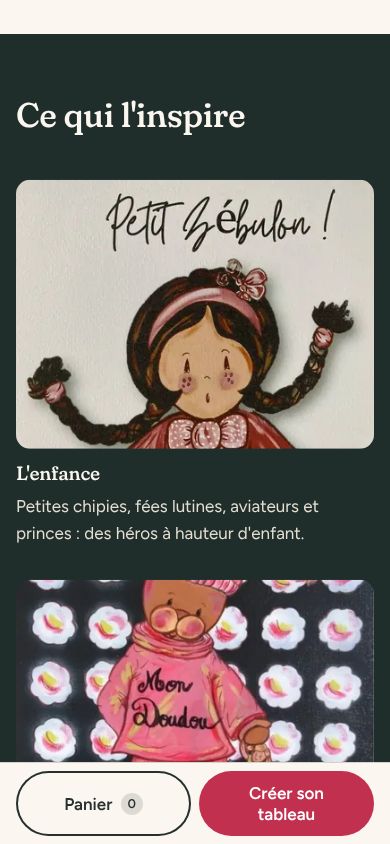 Ce qui l'inspire
Petit Zébulon !
L'enfance
Petites chipies, fées lutines, aviateurs et
princes : des héros à hauteur d'enfant.
Mon
Doudou
Panier 0
Créer son
tableau